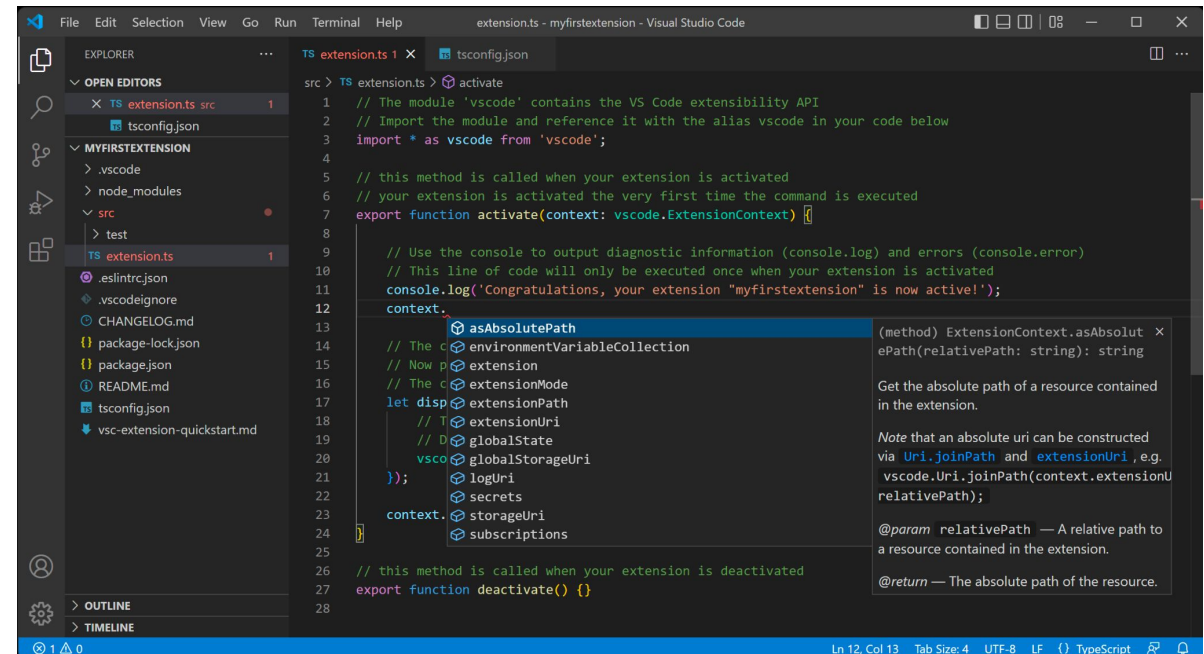 File Edit Selection View Go Run Terminal Help
extension.ts - myfirstextension - Visual Studio Code
EXPLORER
OPEN EDITORS
TS extension.ts src 1
TS tsconfig.json
MYFIRSTEXTENSION
.vscode
node_modules
src
test
TS extension.ts 1
.eslintrc.json
.vscodeignore
CHANGELOG.md
{} package-lock.json
{} package.json
README.md
TS tsconfig.json
vsc-extension-quickstart.md
OUTLINE
TIMELINE
TS extension.ts 1
TS tsconfig.json
src > TS extension.ts > activate
1 // The module 'vscode' contains the VS Code extensibility API
2 // Import the module and reference it with the alias vscode in your code below
3 import * as vscode from 'vscode';
4
5 // this method is called when your extension is activated
6 // your extension is activated the very first time the command is executed
7 export function activate(context: vscode.ExtensionContext) {
8
9 // Use the console to output diagnostic information (console.log) and errors (console.error)
10 // This line of code will only be executed once when your extension is activated
11 console.log('Congratulations, your extension "myfirstextension" is now active!');
12 context.
13
14 // The c
15 // Now p
16 // The c
17 let disp
18 // T
19 // D
20 vsco
21 });
22
23 context.
24 }
25
26 // this method is called when your extension is deactivated
27 export function deactivate() {}
28
asAbsolutePath
environmentVariableCollection
extension
extensionMode
extensionPath
extensionUri
globalState
globalStorageUri
logUri
secrets
storageUri
subscriptions
(method) ExtensionContext.asAbsolut
ePath(relativePath: string): string
Get the absolute path of a resource contained
in the extension.
Note that an absolute uri can be constructed
via Uri.joinPath and extensionUri , e.g.
vscode.Uri.joinPath(context.extensionU
relativePath);
@param relativePath — A relative path to
a resource contained in the extension.
@return — The absolute path of the resource.
1 0
Ln 12, Col 13 Tab Size: 4 UTF-8 LF {} TypeScript